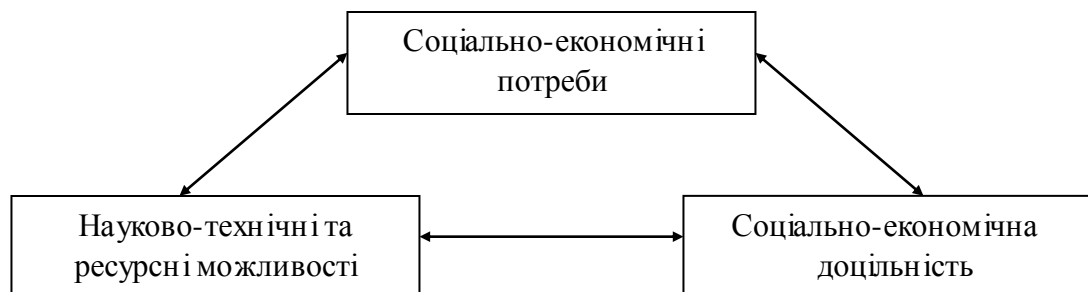 Соціально-економічні
потреби
Науково-технічні та
ресурсні можливості
Соціально-економічна
доцільність